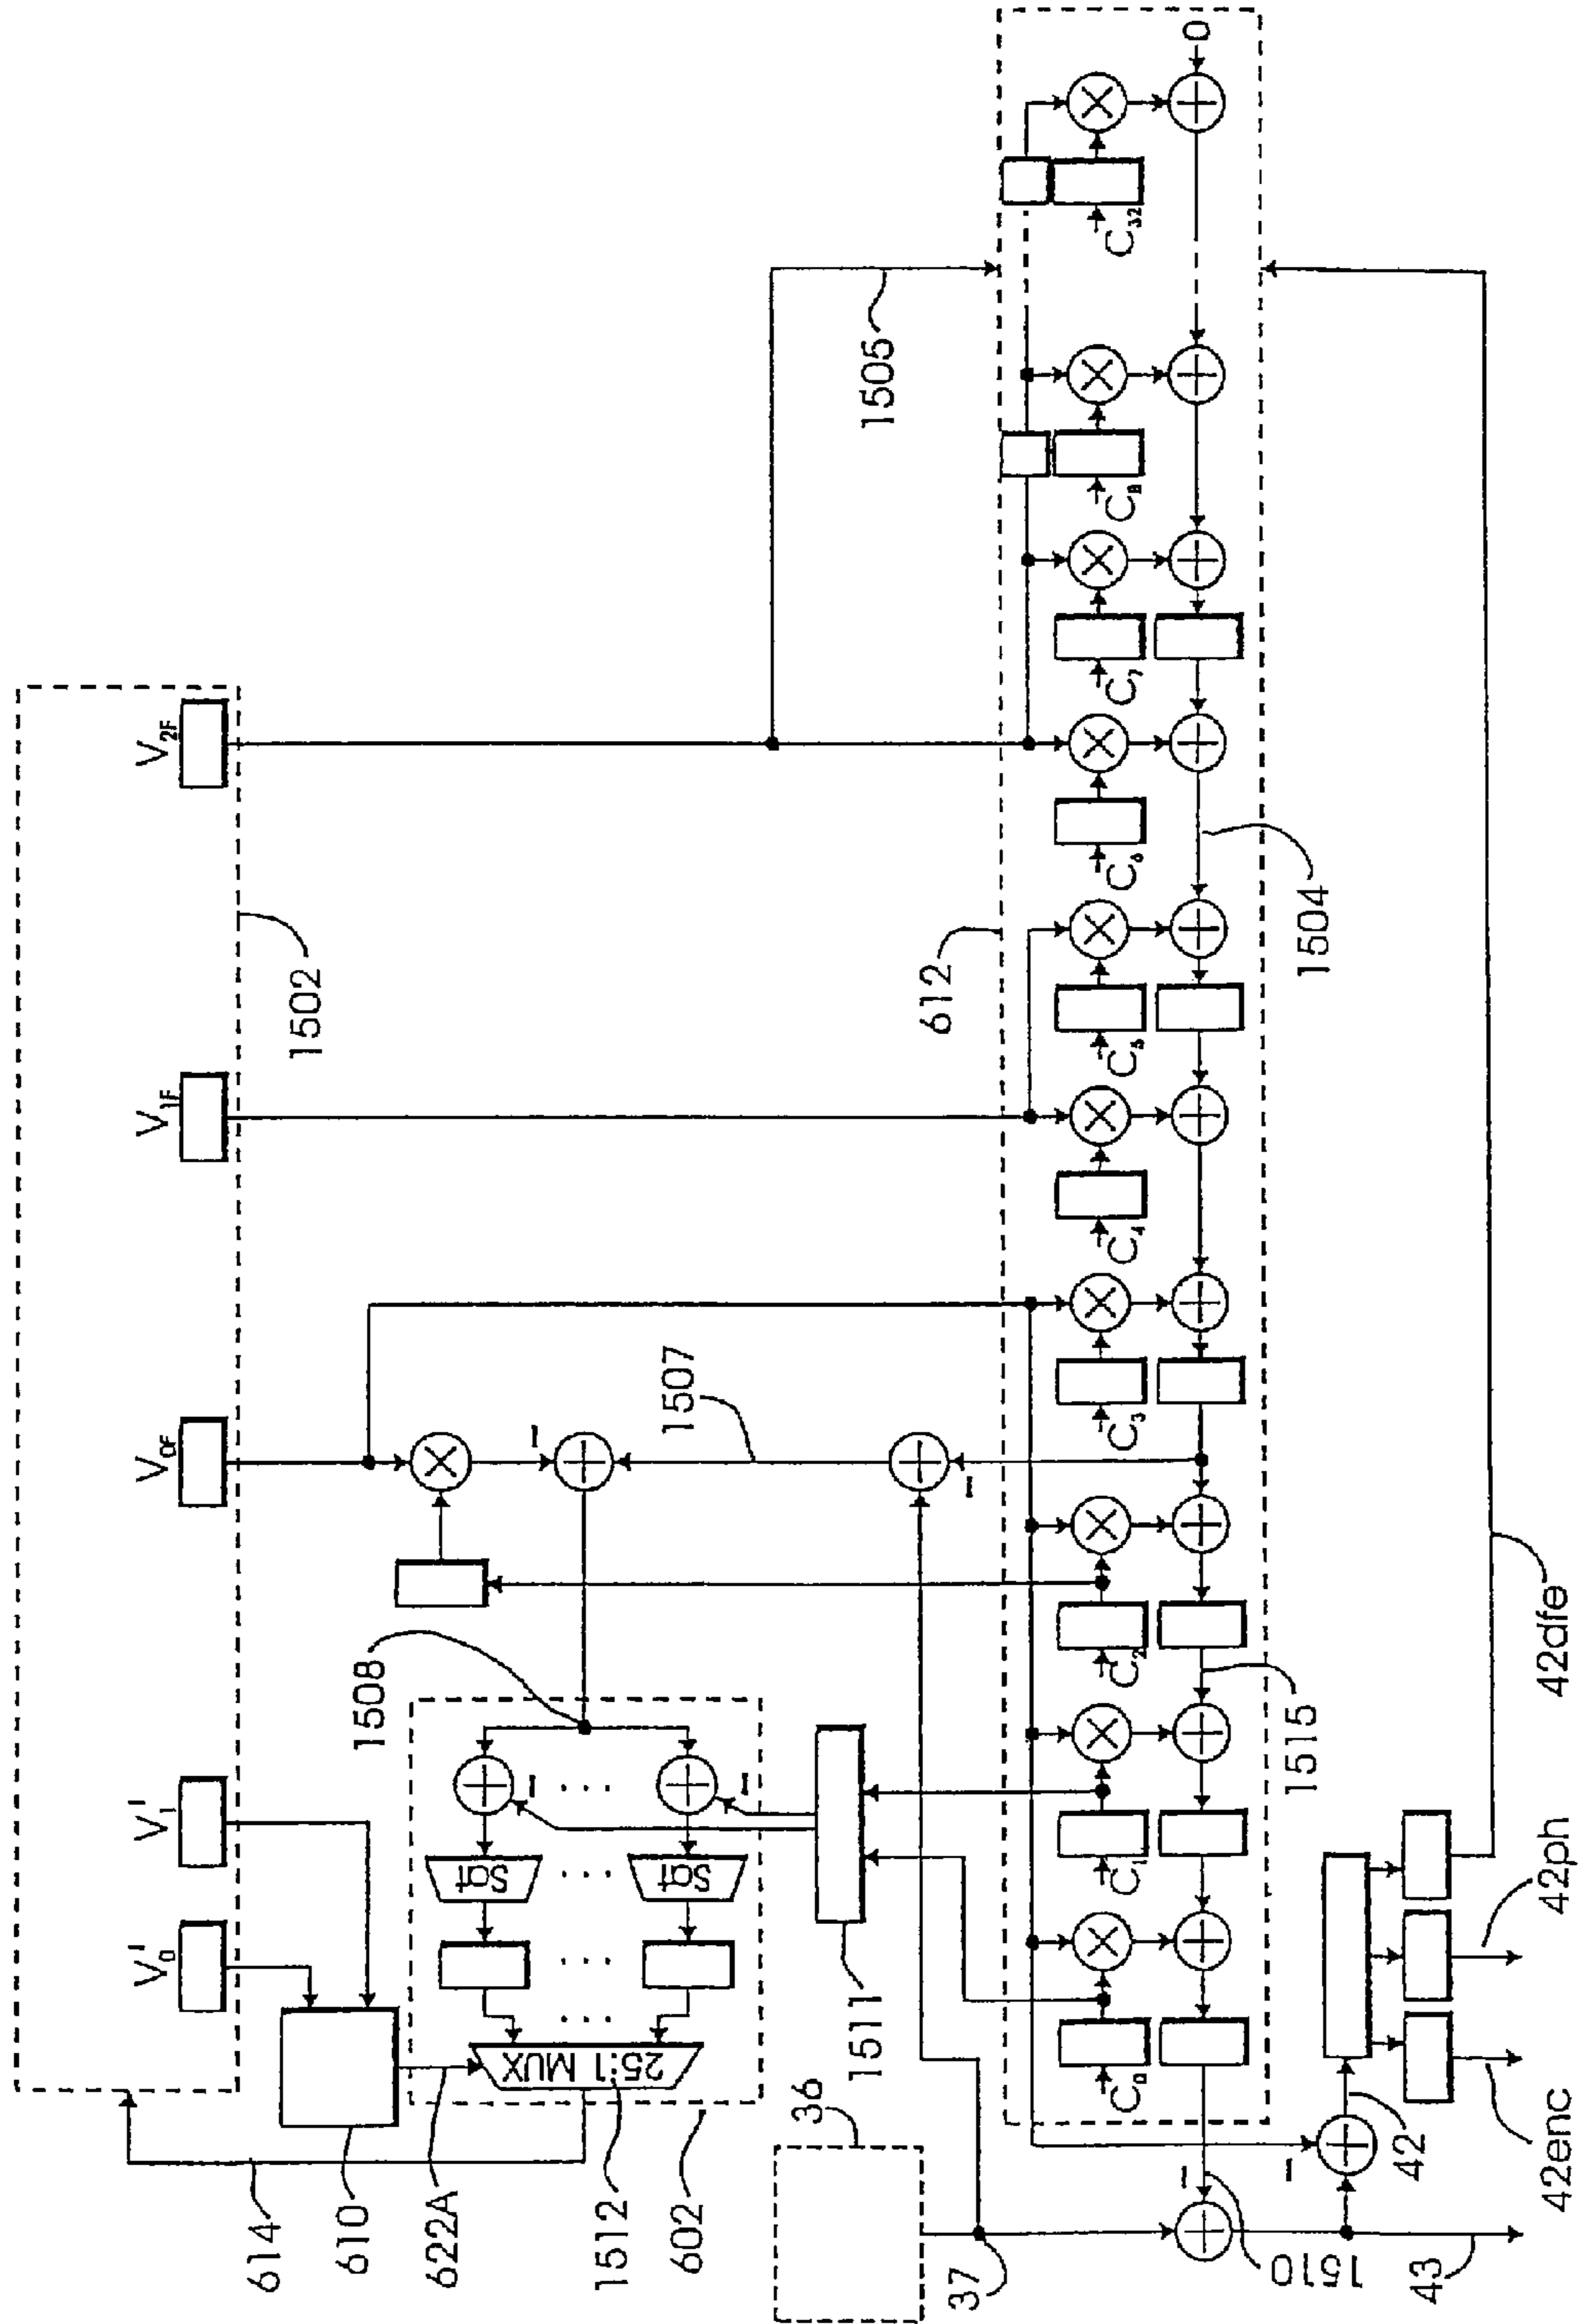 V₀'
V₁'
V₀F
V₁F
V₂F
1502
614
610
622A
25:1 MUX
1512
602
Sat
Sat
. . .
. . .
. . .
. . .
1508
1511
1507
1505
36
37
612
C₀
C₁
C₂
C₃
C₄
C₅
C₆
C₇
C₈
C₃₂
0
1504
1515
1510
43
42
42enc
42ph
42dfe